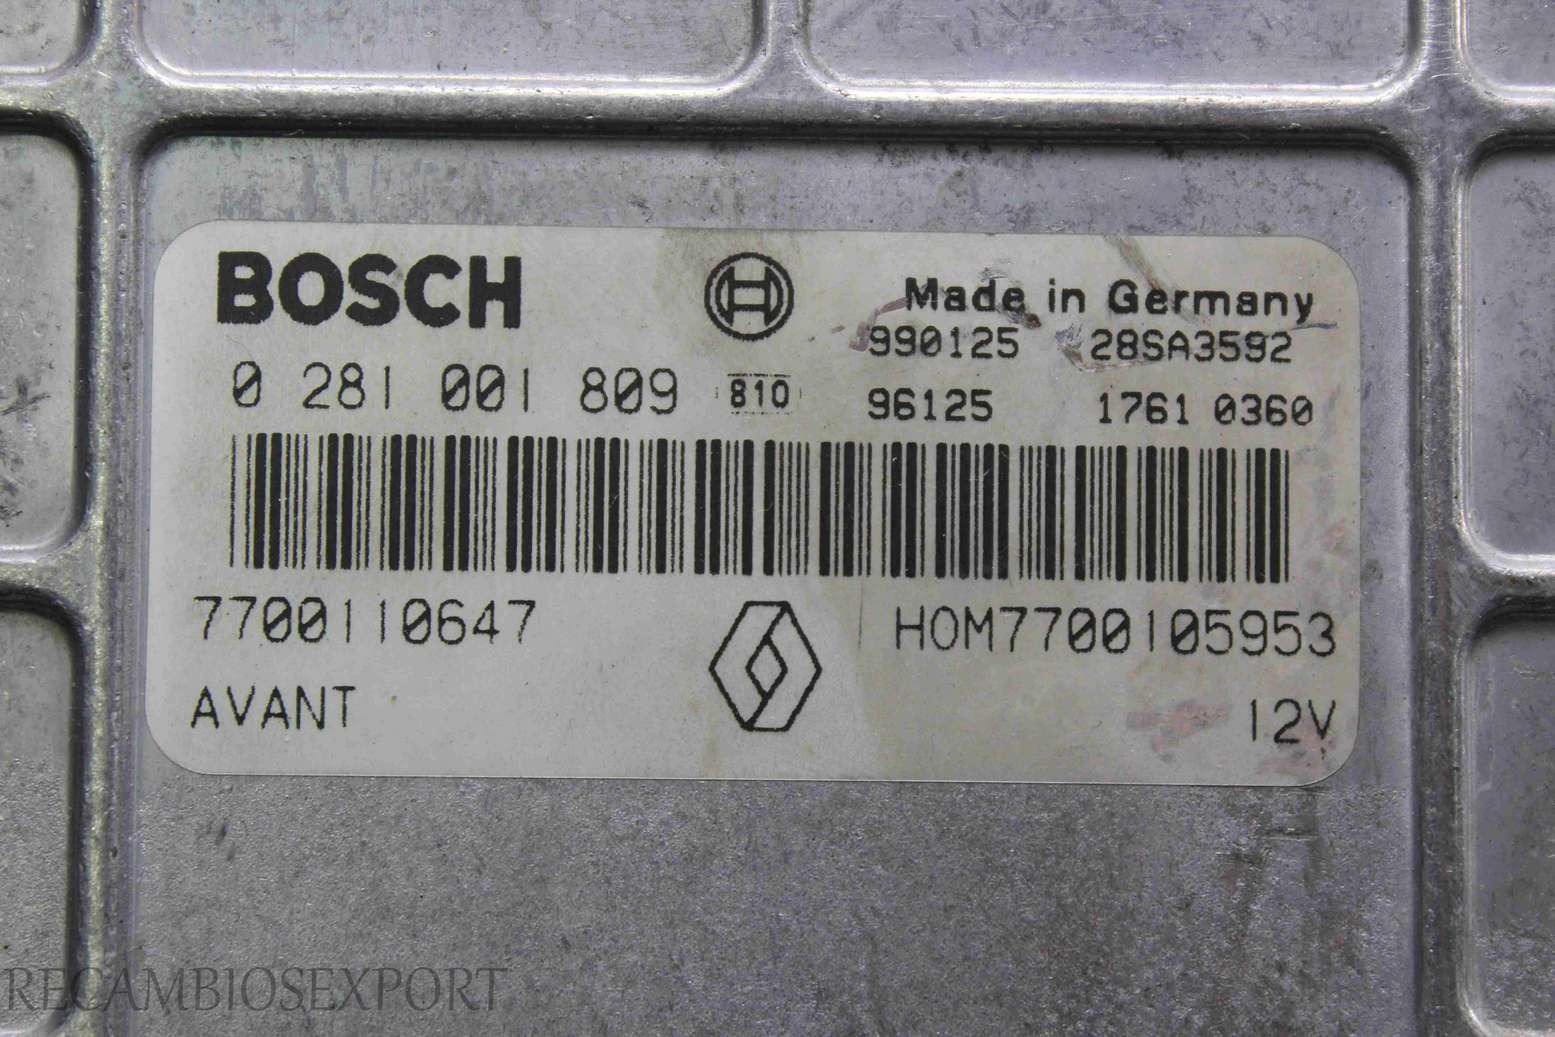 BOSCH
Made in Germany
990125 28SA3592
0 281 001 809 810 96125 1761 0360
7700110647 HOM7700105953
AVANT 12V
RECAMBIOSEXPORT